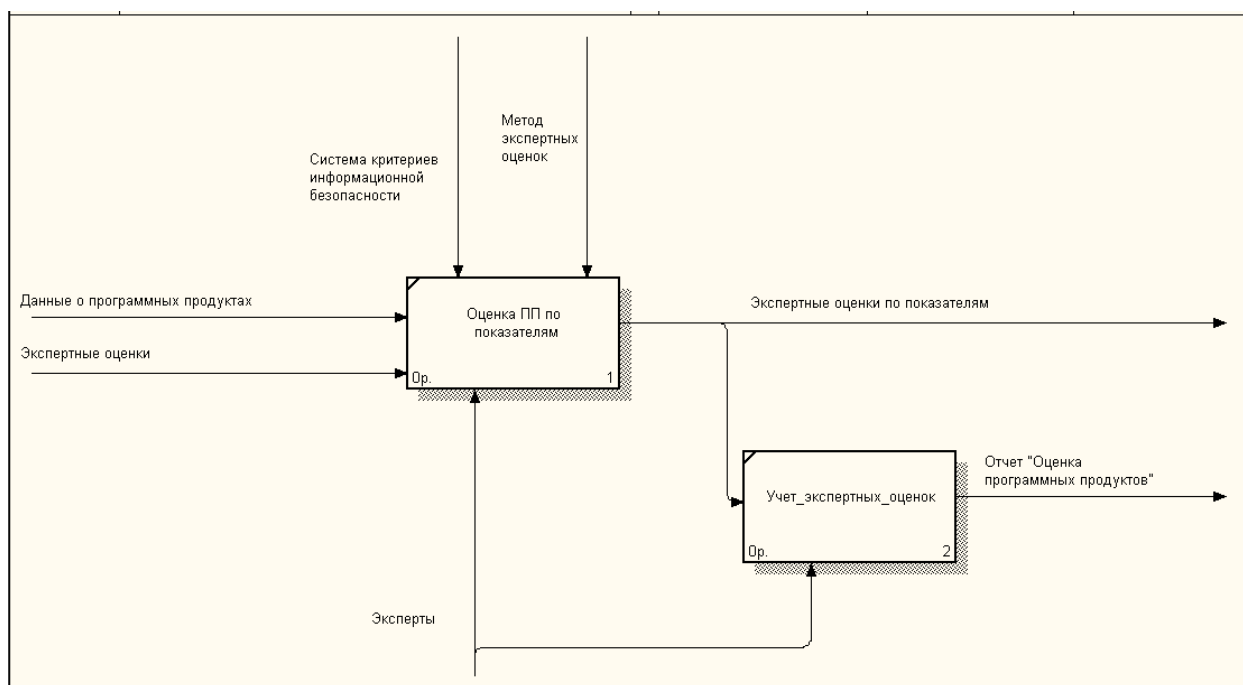 Метод
экспертных
оценок
Система критериев
информационной
безопасности
Данные о программных продуктах
Экспертные оценки
Оценка ПП по
показателям
0р.
1
Экспертные оценки по показателям
Учет_экспертных_оценок
0р.
2
Отчет "Оценка
программных продуктов"
Эксперты